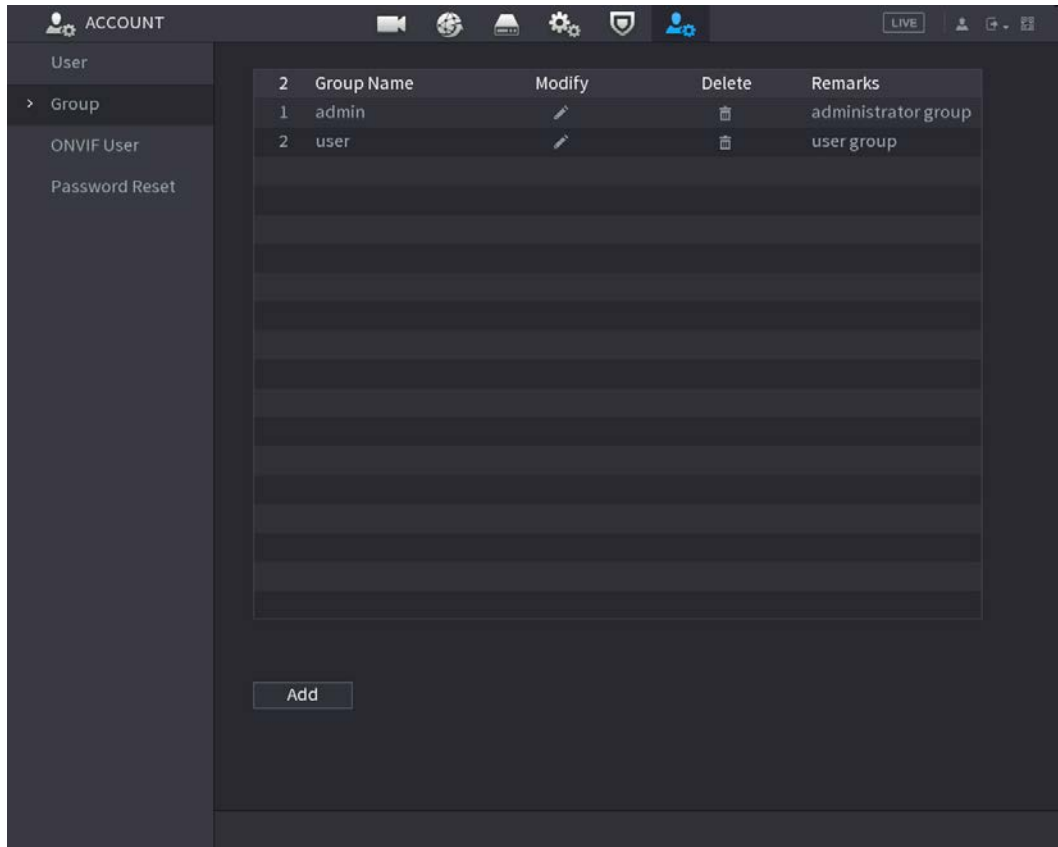 ACCOUNT
LIVE
User
Group
ONVIF User
Password Reset
2 Group Name Modify Delete Remarks
1 admin administrator group
2 user user group
Add